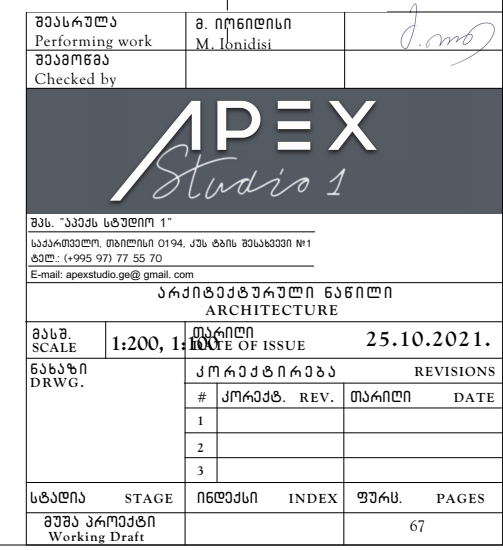 შეასრულა მ. იონიდისი
Performing work M. Ionidisi
შეამოწმა
Checked by
APEX
Studio 1
შპს. "აპექს სტუდიო 1"
საქართველო, თბილისი 0194, კუს ტბის შესახვევი №1
ტელ.: (+995 97) 77 55 70
E-mail: apexstudio.ge@ gmail. com
არქიტექტურული ნაწილი
ARCHITECTURE
მასშ. თარიღი
SCALE 1:200, 1:100 DATE OF ISSUE 25.10.2021.
ნახაზი კორექტირება REVISIONS
DRWG.
# კორექტ. REV. თარიღი DATE
1
2
3
სტადია STAGE ინდექსი INDEX ფურც. PAGES
მუშა პროექტი 67
Working Draft